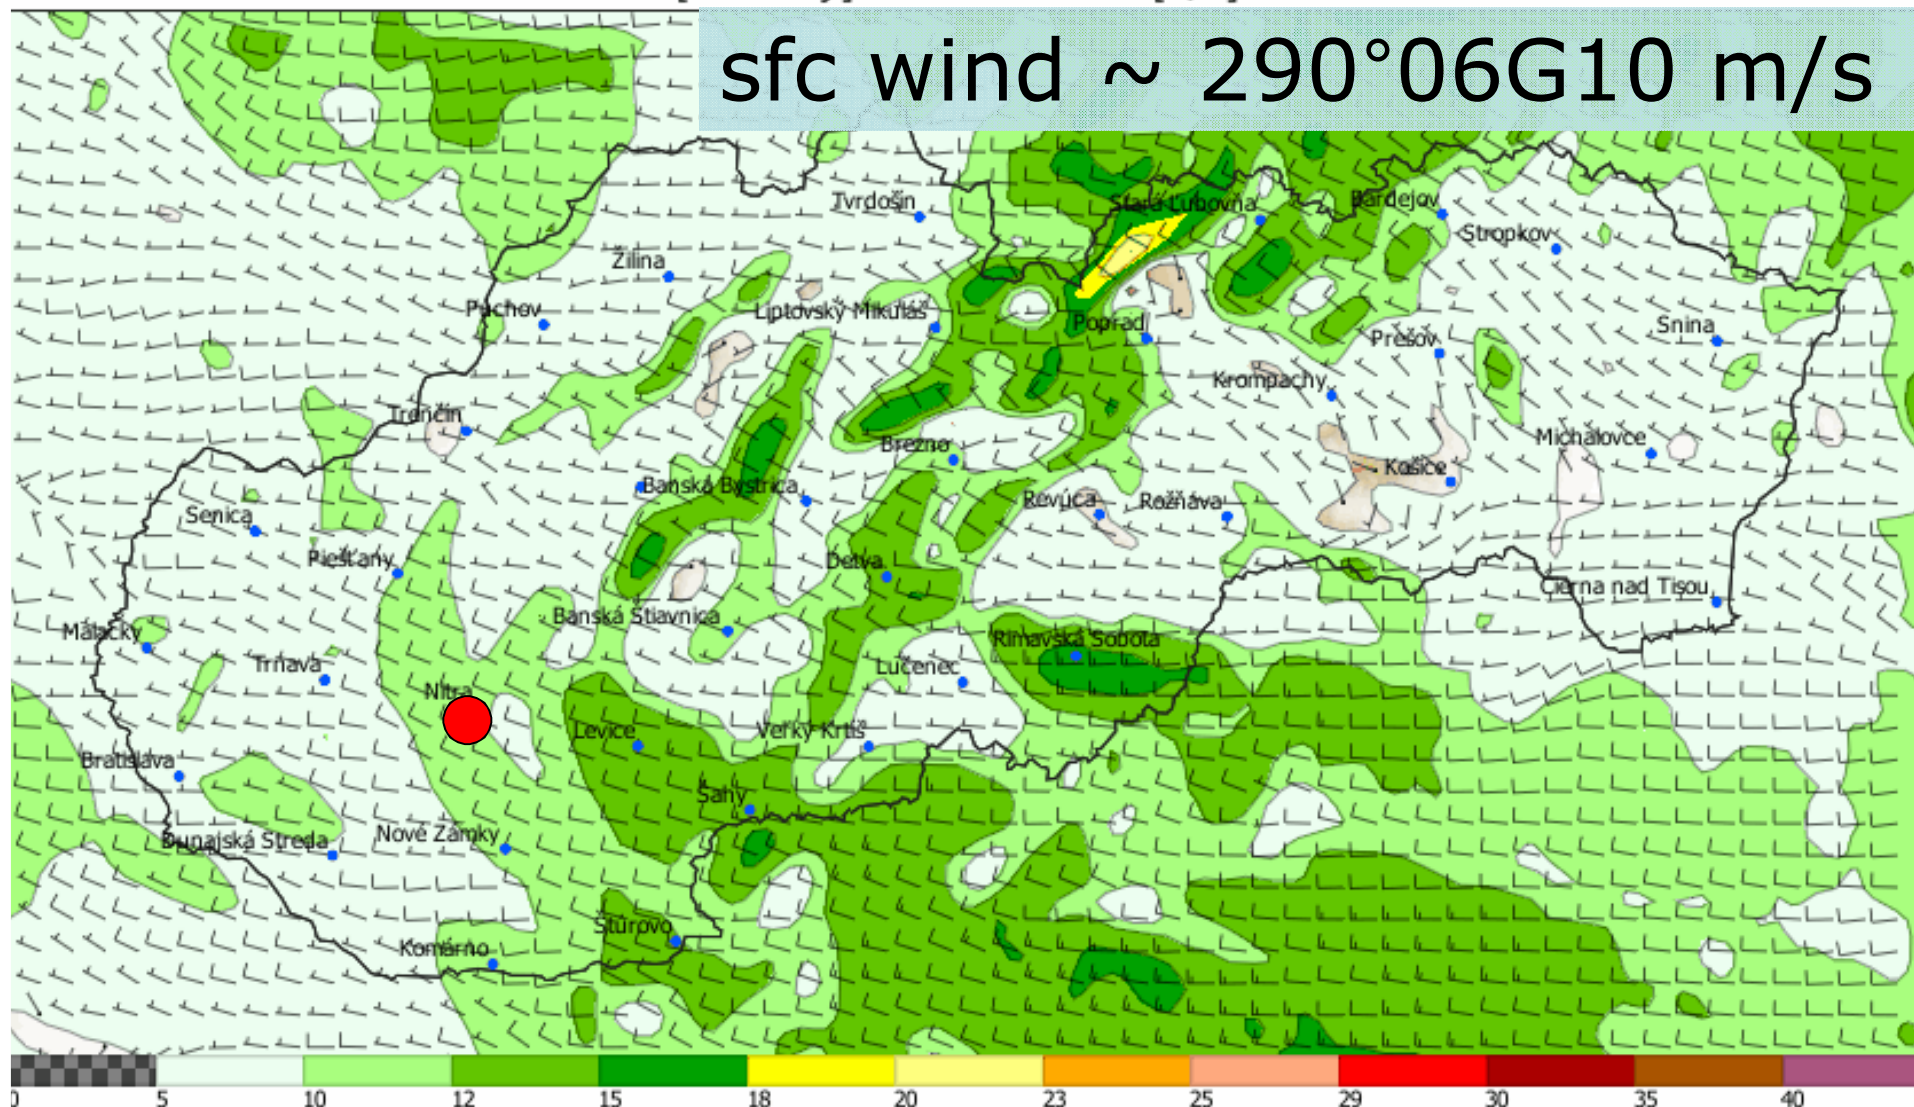 sfc wind ~ 290°06G10 m/s
Tvrdošín
Stará Ľubovňa
Bardejov
Stropkov
Žilina
Púchov
Liptovský Mikuláš
Poprad
Prešov
Snina
Krompachy
Trenčín
Brezno
Michalovce
Košice
Banská Bystrica
Revúca
Rožňava
Senica
Piešťany
Detva
Čierna nad Tisou
Banská Štiavnica
Malacky
Rimavská Sobota
Trnava
Lučenec
Nitra
Levice
Veľký Krtíš
Bratislava
Šahy
Dunajská Streda
Nové Zámky
Štúrovo
Komárno
0 5 10 12 15 18 20 23 25 29 30 35 40